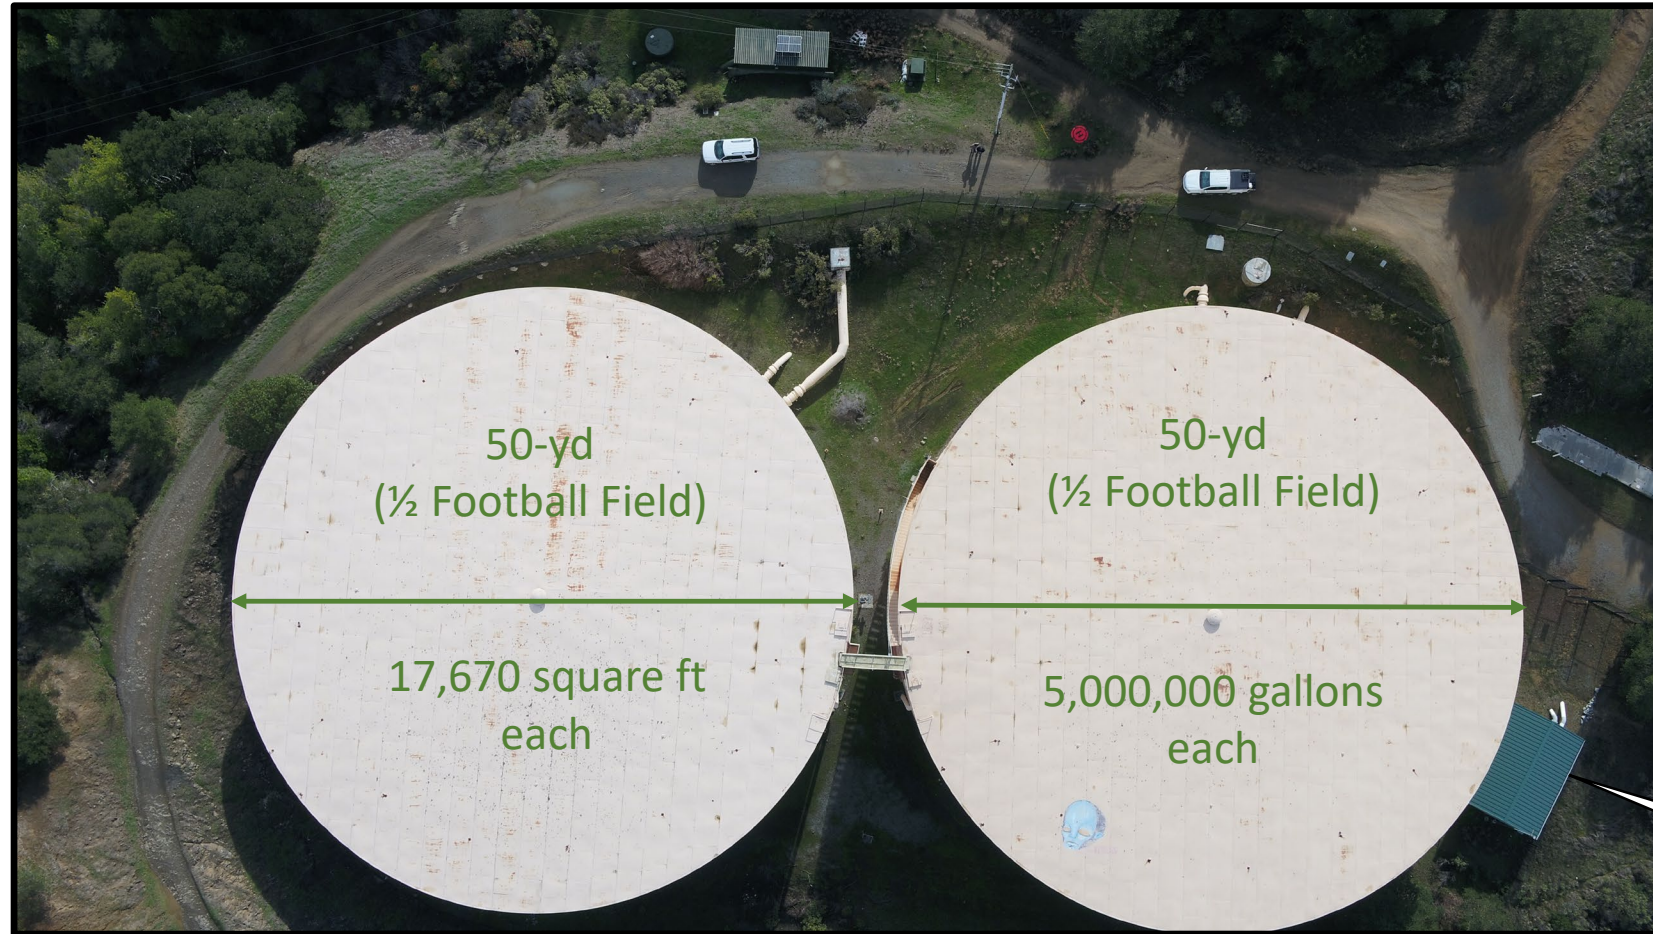 50-yd
(½ Football Field)
17,670 square ft
each
50-yd
(½ Football Field)
5,000,000 gallons
each